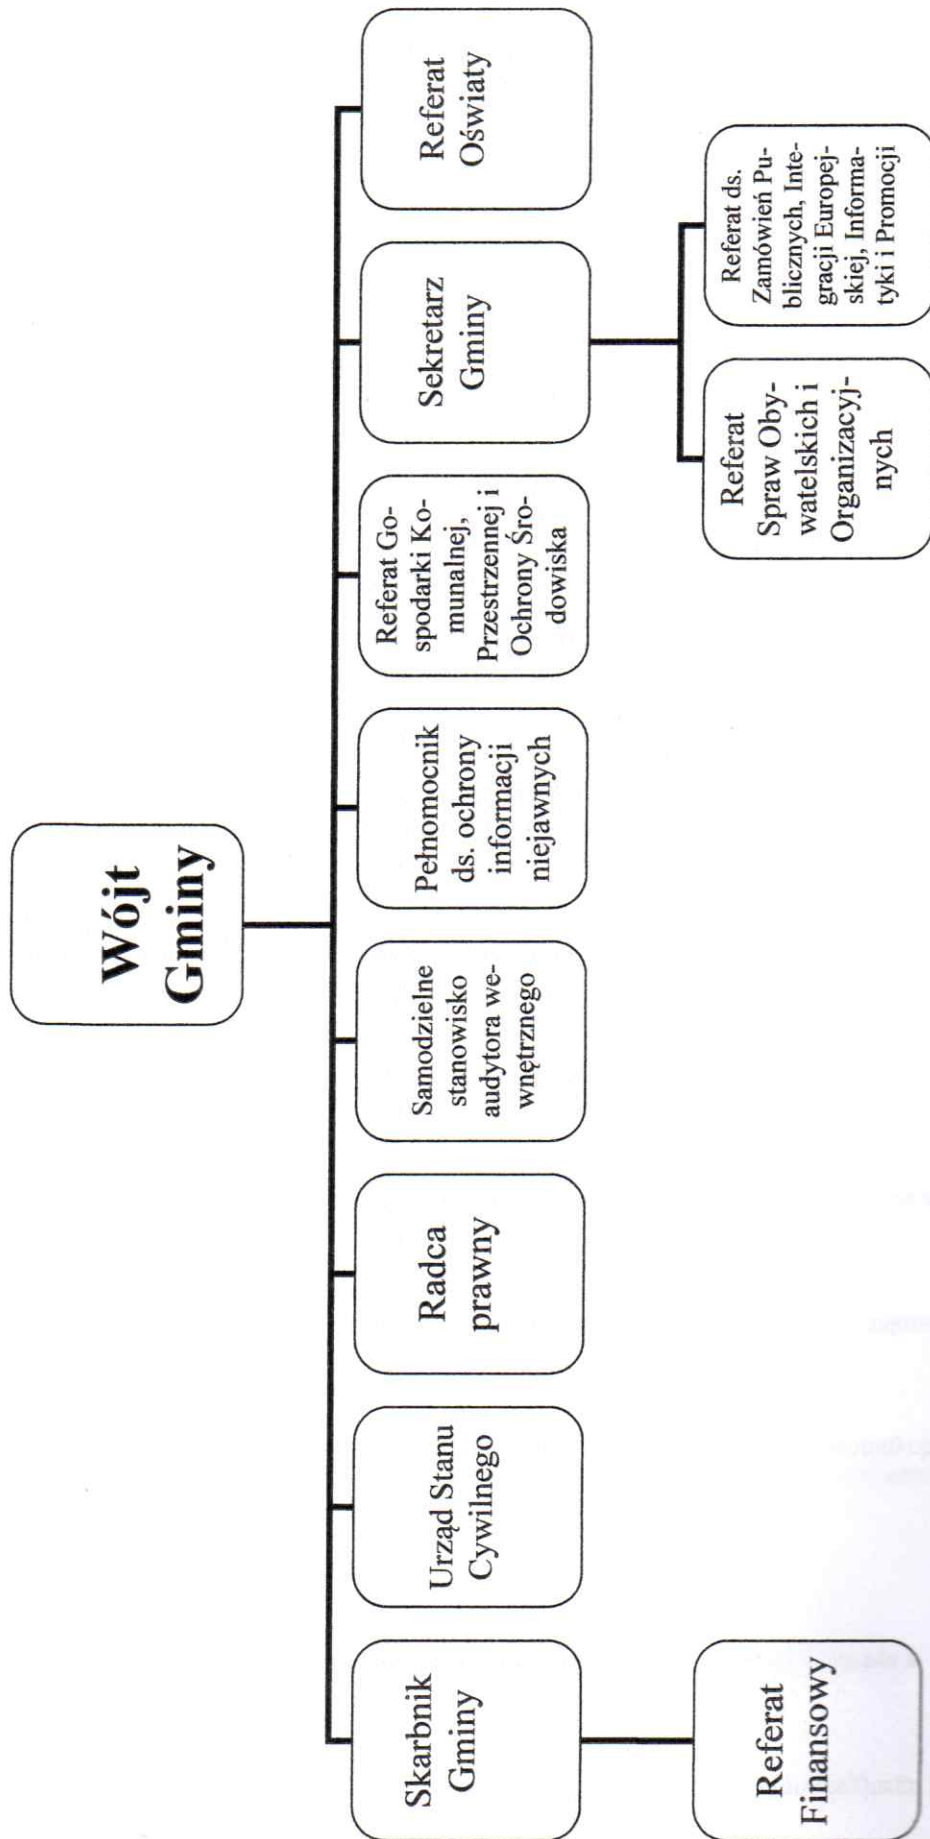 Wójt
Gminy
Skarbnik
Gminy
Urząd Stanu
Cywilnego
Radca
prawny
Samodzielne
stanowisko
audytora we-
wnętrznego
Pełnomocnik
ds. ochrony
informacji
niejawnych
Referat Go-
spodarki Ko-
munalnej,
Przestrzennej i
Ochrony Śro-
dowiska
Sekretarz
Gminy
Referat
Oświaty
Referat
Finansowy
Referat
Spraw Oby-
watelskich i
Organizacyj-
nych
Referat ds.
Zamówień Pu-
blicznych, Inte-
gracji Europej-
skiej, Informa-
tyki i Promocji